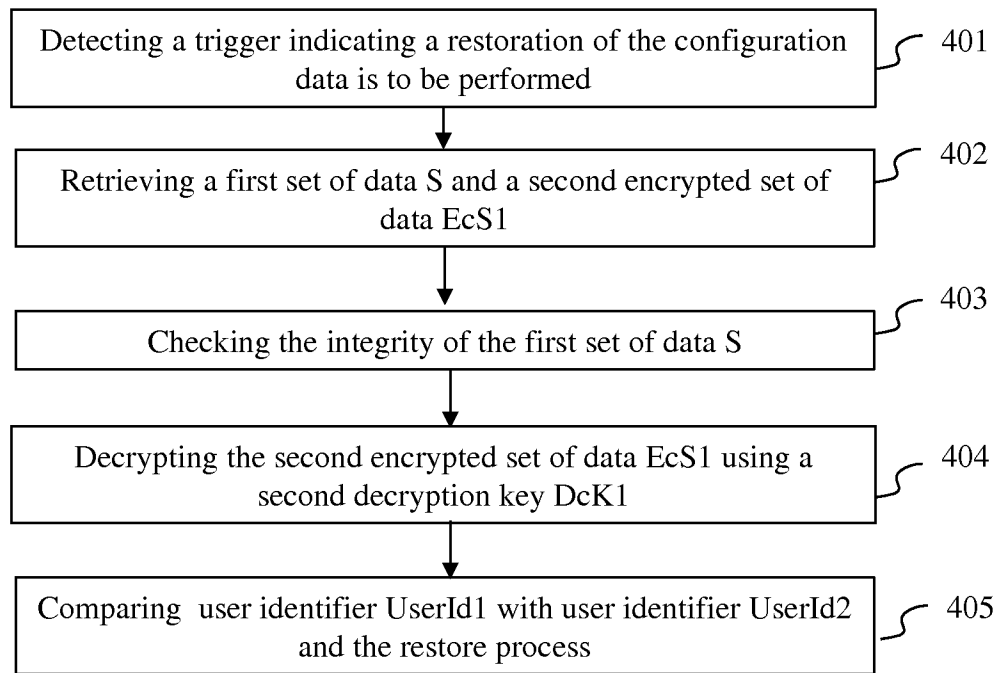 Detecting a trigger indicating a restoration of the configuration
data is to be performed
401
Retrieving a first set of data S and a second encrypted set of
data EcS1
402
Checking the integrity of the first set of data S
403
Decrypting the second encrypted set of data EcS1 using a
second decryption key DcK1
404
Comparing user identifier UserId1 with user identifier UserId2
and the restore process
405